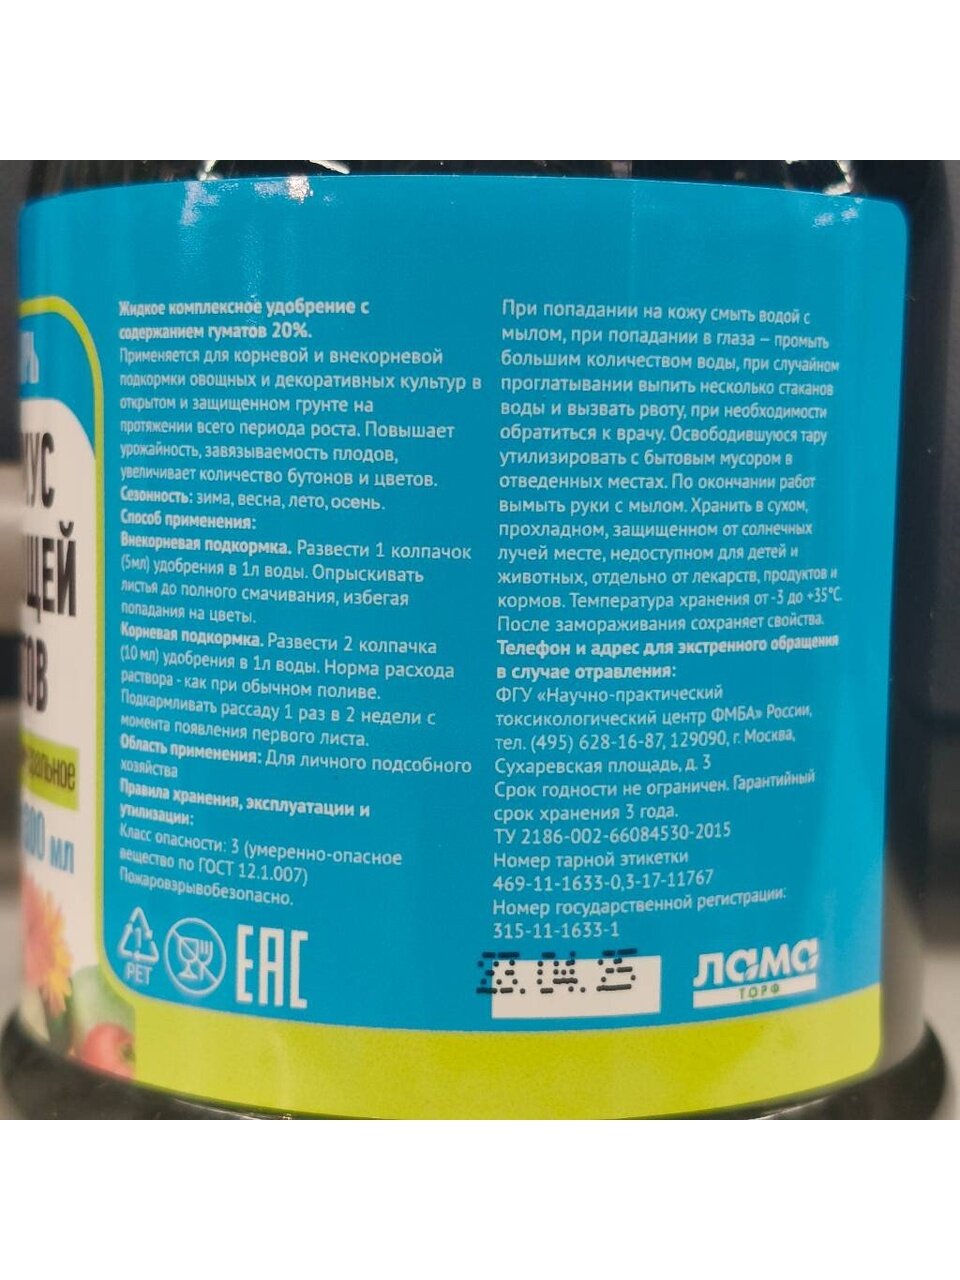 Жидкое комплексное удобрение с
содержанием гуматов 20%.
Применяется для корневой и внекорневой
подкормки овощных и декоративных культур в
открытом и защищенном грунте на
протяжении всего периода роста. Повышает
урожайность, завязываемость плодов,
увеличивает количество бутонов и цветов.
Сезонность: зима, весна, лето, осень.
Способ применения:
Внекорневая подкормка. Развести 1 колпачок
(5мл) удобрения в 1л воды. Опрыскивать
листья до полного смачивания, избегая
попадания на цветы.
Корневая подкормка. Развести 2 колпачка
(10 мл) удобрения в 1л воды. Норма расхода
раствора - как при обычном поливе.
Подкармливать рассаду 1 раз в 2 недели с
момента появления первого листа.
Область применения: Для личного подсобного
хозяйства
Правила хранения, эксплуатации и
утилизации:
Класс опасности: 3 (умеренно-опасное
вещество по ГОСТ 12.1.007)
Пожаровзрывобезопасно.
1
PET
EAC
При попадании на кожу смыть водой с
мылом, при попадании в глаза – промыть
большим количеством воды, при случайном
проглатывании выпить несколько стаканов
воды и вызвать рвоту, при необходимости
обратиться к врачу. Освободившуюся тару
утилизировать с бытовым мусором в
отведенных местах. По окончании работ
вымыть руки с мылом. Хранить в сухом,
прохладном, защищенном от солнечных
лучей месте, недоступном для детей и
животных, отдельно от лекарств, продуктов и
кормов. Температура хранения от -3 до +35°C.
После замораживания сохраняет свойства.
Телефон и адрес для экстренного обращения
в случае отравления:
ФГУ «Научно-практический
токсикологический центр ФМБА» России,
тел. (495) 628-16-87, 129090, г. Москва,
Сухаревская площадь, д. 3
Срок годности не ограничен. Гарантийный
срок хранения 3 года.
ТУ 2186-002-66084530-2015
Номер тарной этикетки
469-11-1633-0,3-17-11767
Номер государственной регистрации:
315-11-1633-1
04.25
лама
ТОРФ
мл